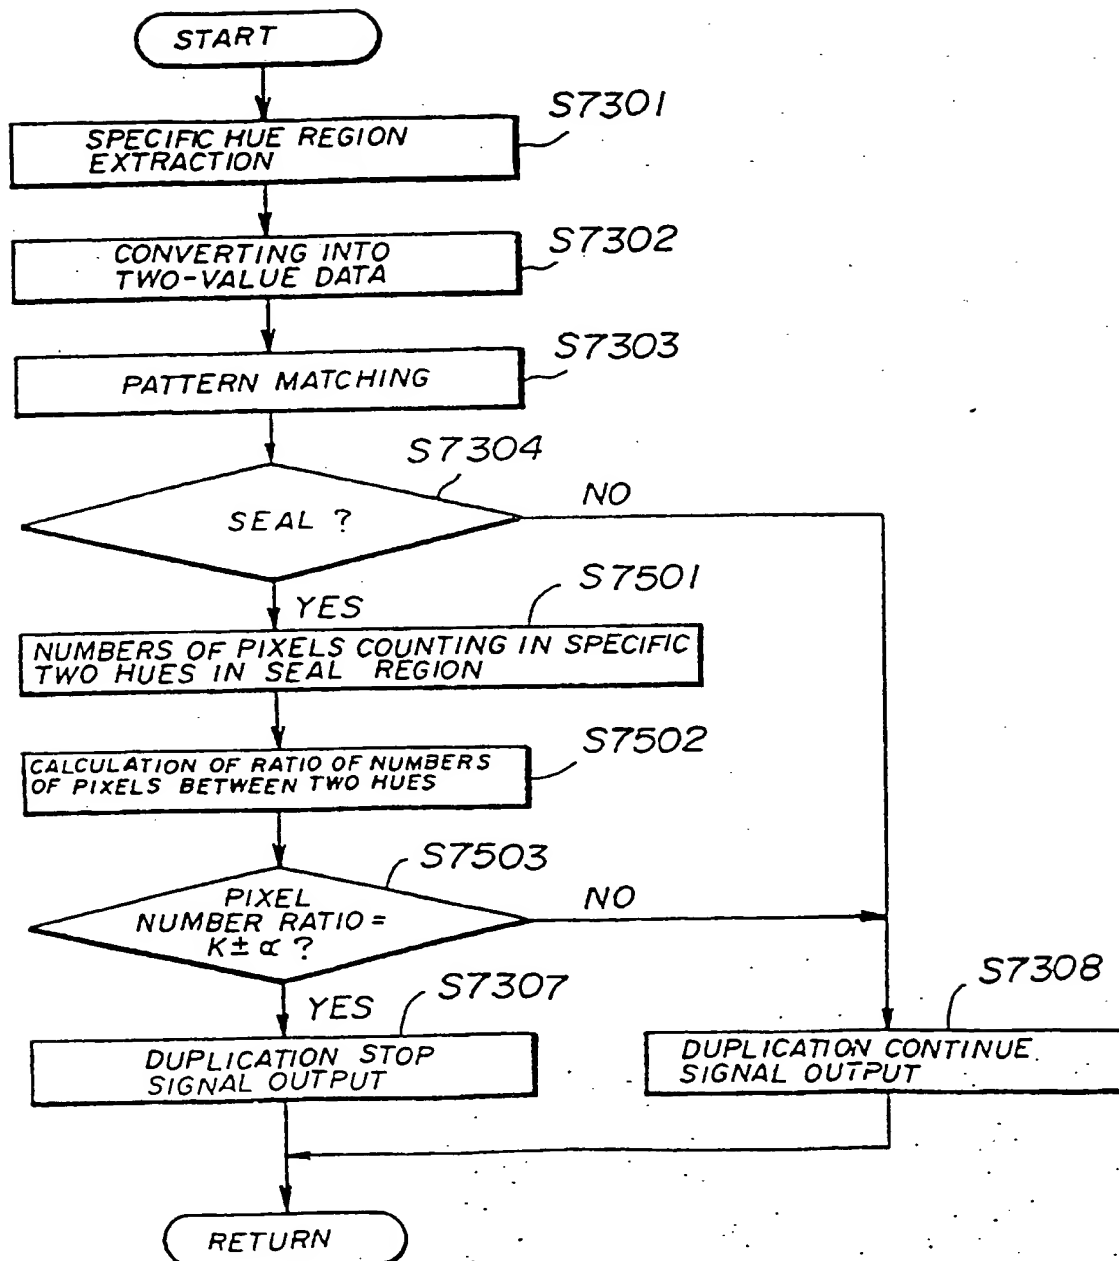 START
S7301
SPECIFIC HUE REGION
EXTRACTION
S7302
CONVERTING INTO
TWO-VALUE DATA
S7303
PATTERN MATCHING
S7304
SEAL ?
NO
S7501
YES
NUMBERS OF PIXELS COUNTING IN SPECIFIC
TWO HUES IN SEAL REGION
S7502
CALCULATION OF RATIO OF NUMBERS
OF PIXELS BETWEEN TWO HUES
S7503
PIXEL
NUMBER RATIO =
K± α ?
NO
YES
S7307
S7308
DUPLICATION STOP
SIGNAL OUTPUT
DUPLICATION CONTINUE
SIGNAL OUTPUT
RETURN